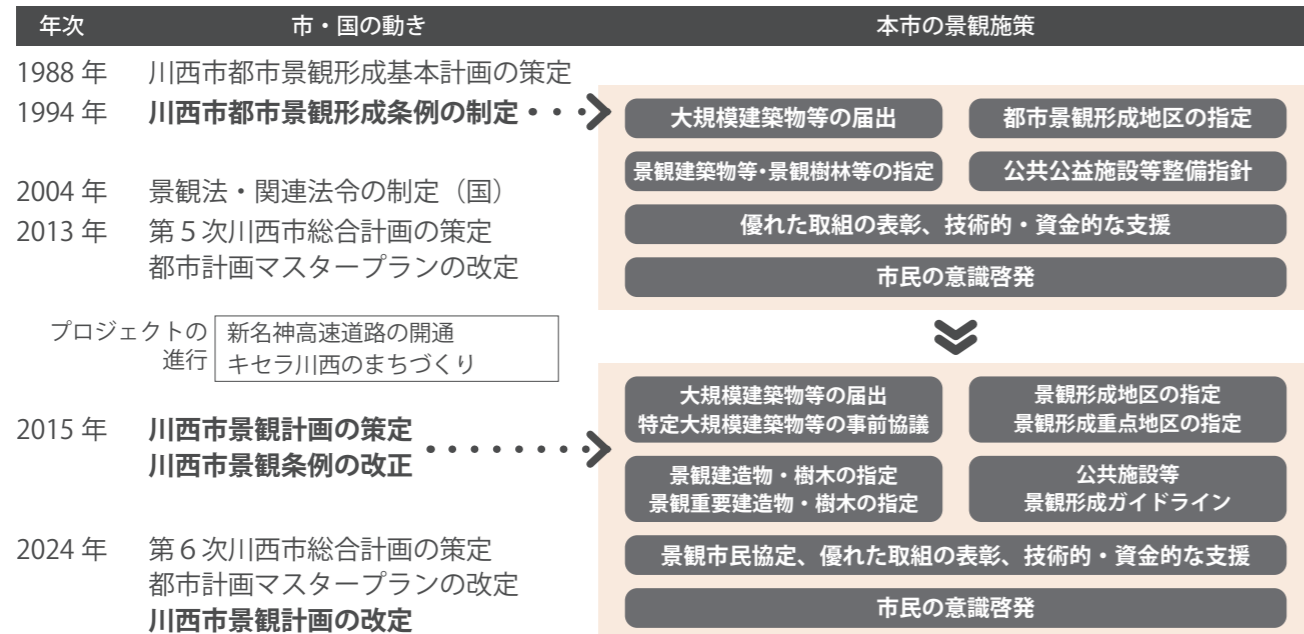 年次 市・国の動き 本市の景観施策
1988 年 川西市都市景観形成基本計画の策定
1994 年 川西市都市景観形成条例の制定・・・
大規模建築物等の届出 都市景観形成地区の指定
景観建築物等・景観樹林等の指定 公共公益施設等整備指針
2004 年 景観法・関連法令の制定（国）
2013 年 第５次川西市総合計画の策定
都市計画マスタープランの改定
優れた取組の表彰、技術的・資金的な支援
市民の意識啓発
プロジェクトの
進行
新名神高速道路の開通
キセラ川西のまちづくり
2015 年 川西市景観計画の策定
川西市景観条例の改正
大規模建築物等の届出
特定大規模建築物等の事前協議
景観形成地区の指定
景観形成重点地区の指定
景観建造物・樹木の指定
景観重要建造物・樹木の指定
公共施設等
景観形成ガイドライン
2024 年 第６次川西市総合計画の策定
都市計画マスタープランの改定
川西市景観計画の改定
景観市民協定、優れた取組の表彰、技術的・資金的な支援
市民の意識啓発